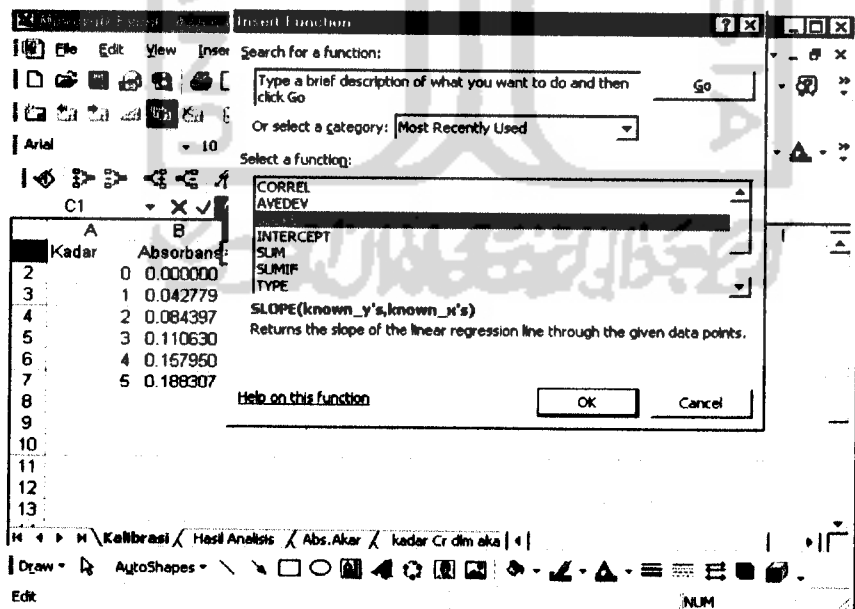 Insert Function
File Edit View Inser
Search for a function:
Type a brief description of what you want to do and then
click Go
Go
Or select a category: Most Recently Used
Arial 10
Select a function:
CORREL
AVEDEV
INTERCEPT
SUM
SUMIF
TYPE
SLOPE(known_y's,known_x's)
Returns the slope of the linear regression line through the given data points.
Help on this function
OK Cancel
C1
A B
Kadar Absorbans
2 0 0.000000
3 1 0.042779
4 2 0.084397
5 3 0.110630
6 4 0.157950
7 5 0.188307
8
9
10
11
12
13
Kalibrasi Hasil Analisis Abs.Akar kadar Cr dlm aka
Draw AutoShapes
Edit NUM